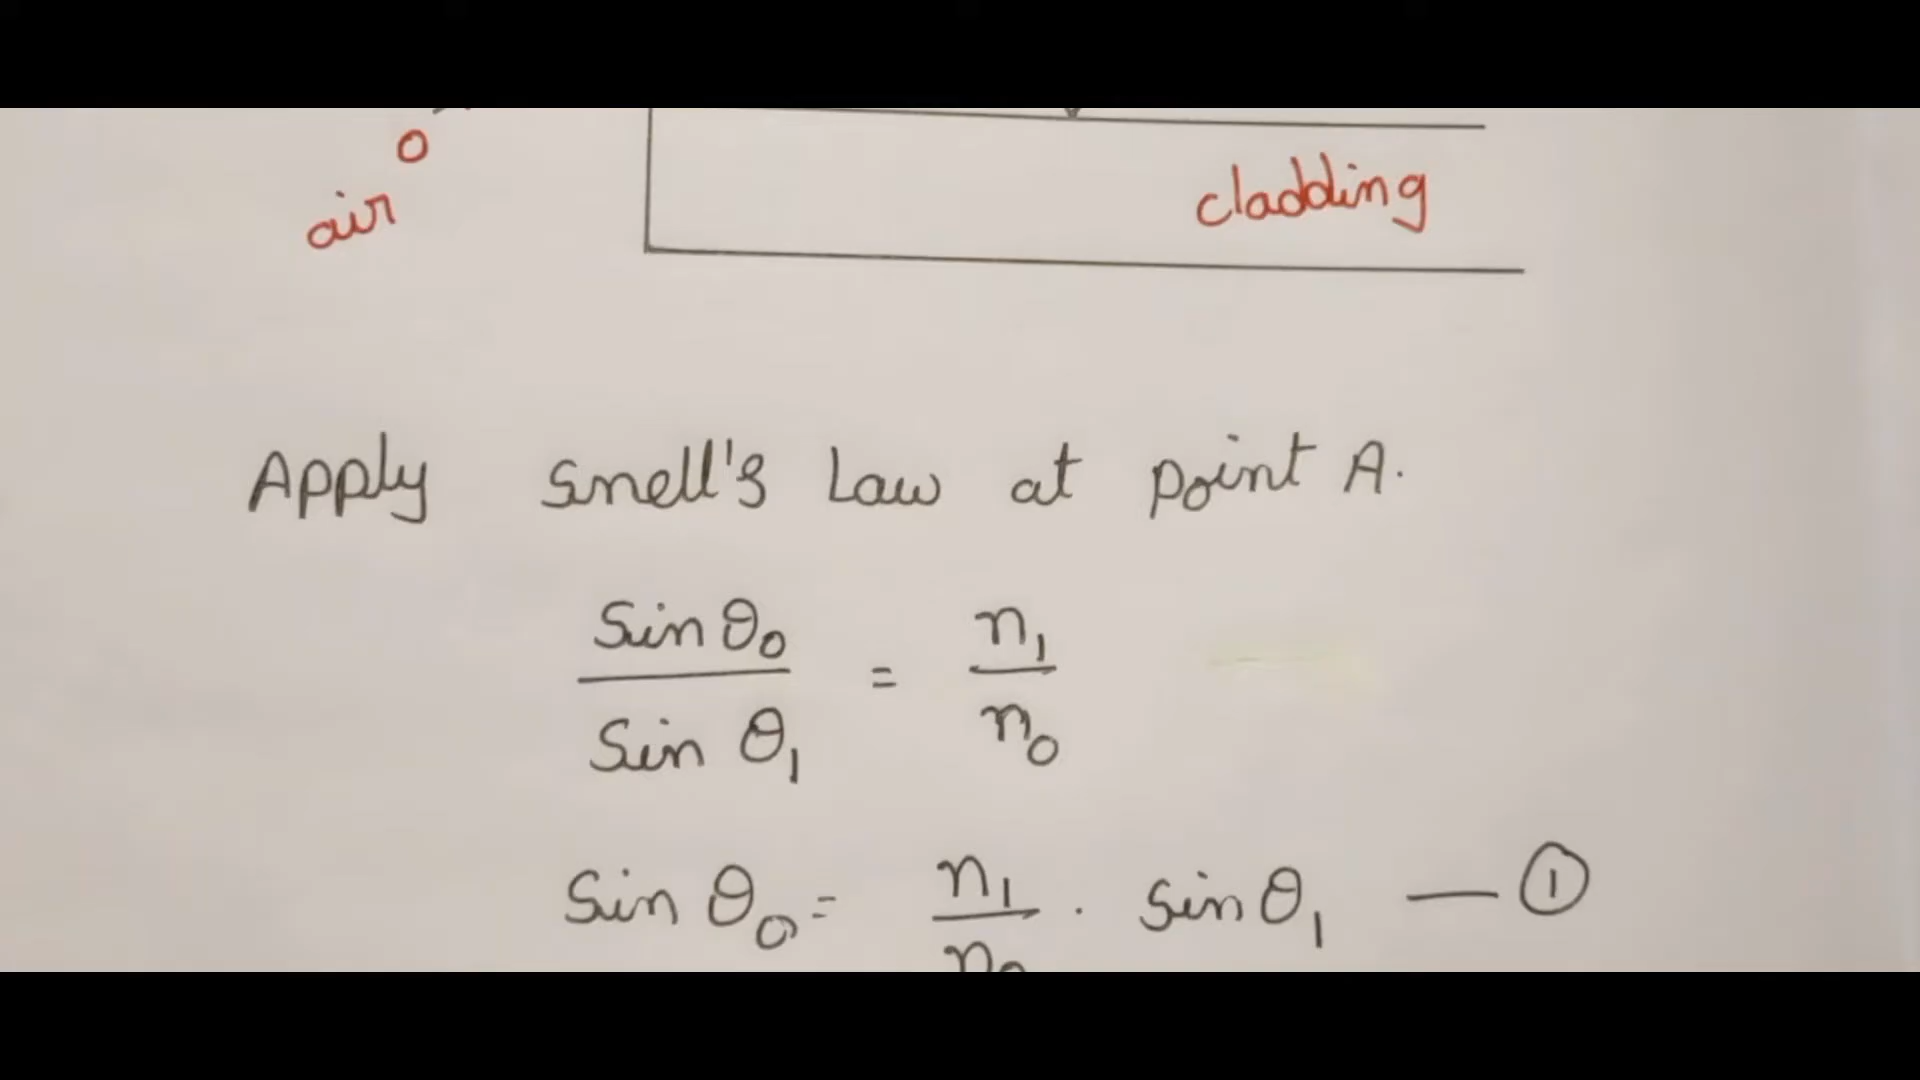 o
air
cladding
Apply Snell's Law at point A.
Sin θ₀ / Sin θ₁ = n₁ / n₀
Sin θ₀ = n₁ / n₀ . Sin θ₁ — ①